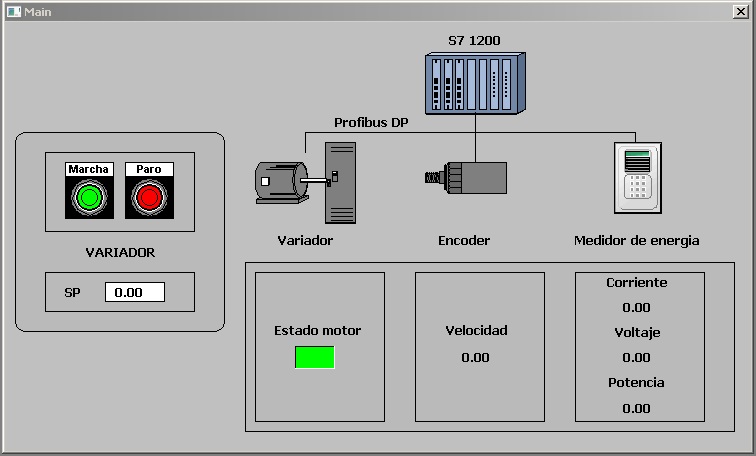 Main
S7 1200
Profibus DP
Marcha
Paro
VARIADOR
SP
0.00
Variador
Encoder
Medidor de energia
Estado motor
Velocidad
0.00
Corriente
0.00
Voltaje
0.00
Potencia
0.00